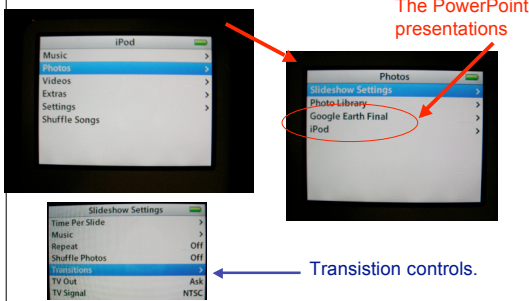 The PowerPoint
presentations
iPod
Music
Photos
Videos
Extras
Settings
Shuffle Songs
Photos
Slideshow Settings
Photo Library
Google Earth Final
iPod
Slideshow Settings
Time Per Slide
Music
Repeat Off
Shuffle Photos Off
Transitions
TV Out Ask
TV Signal NTSC
Transistion controls.